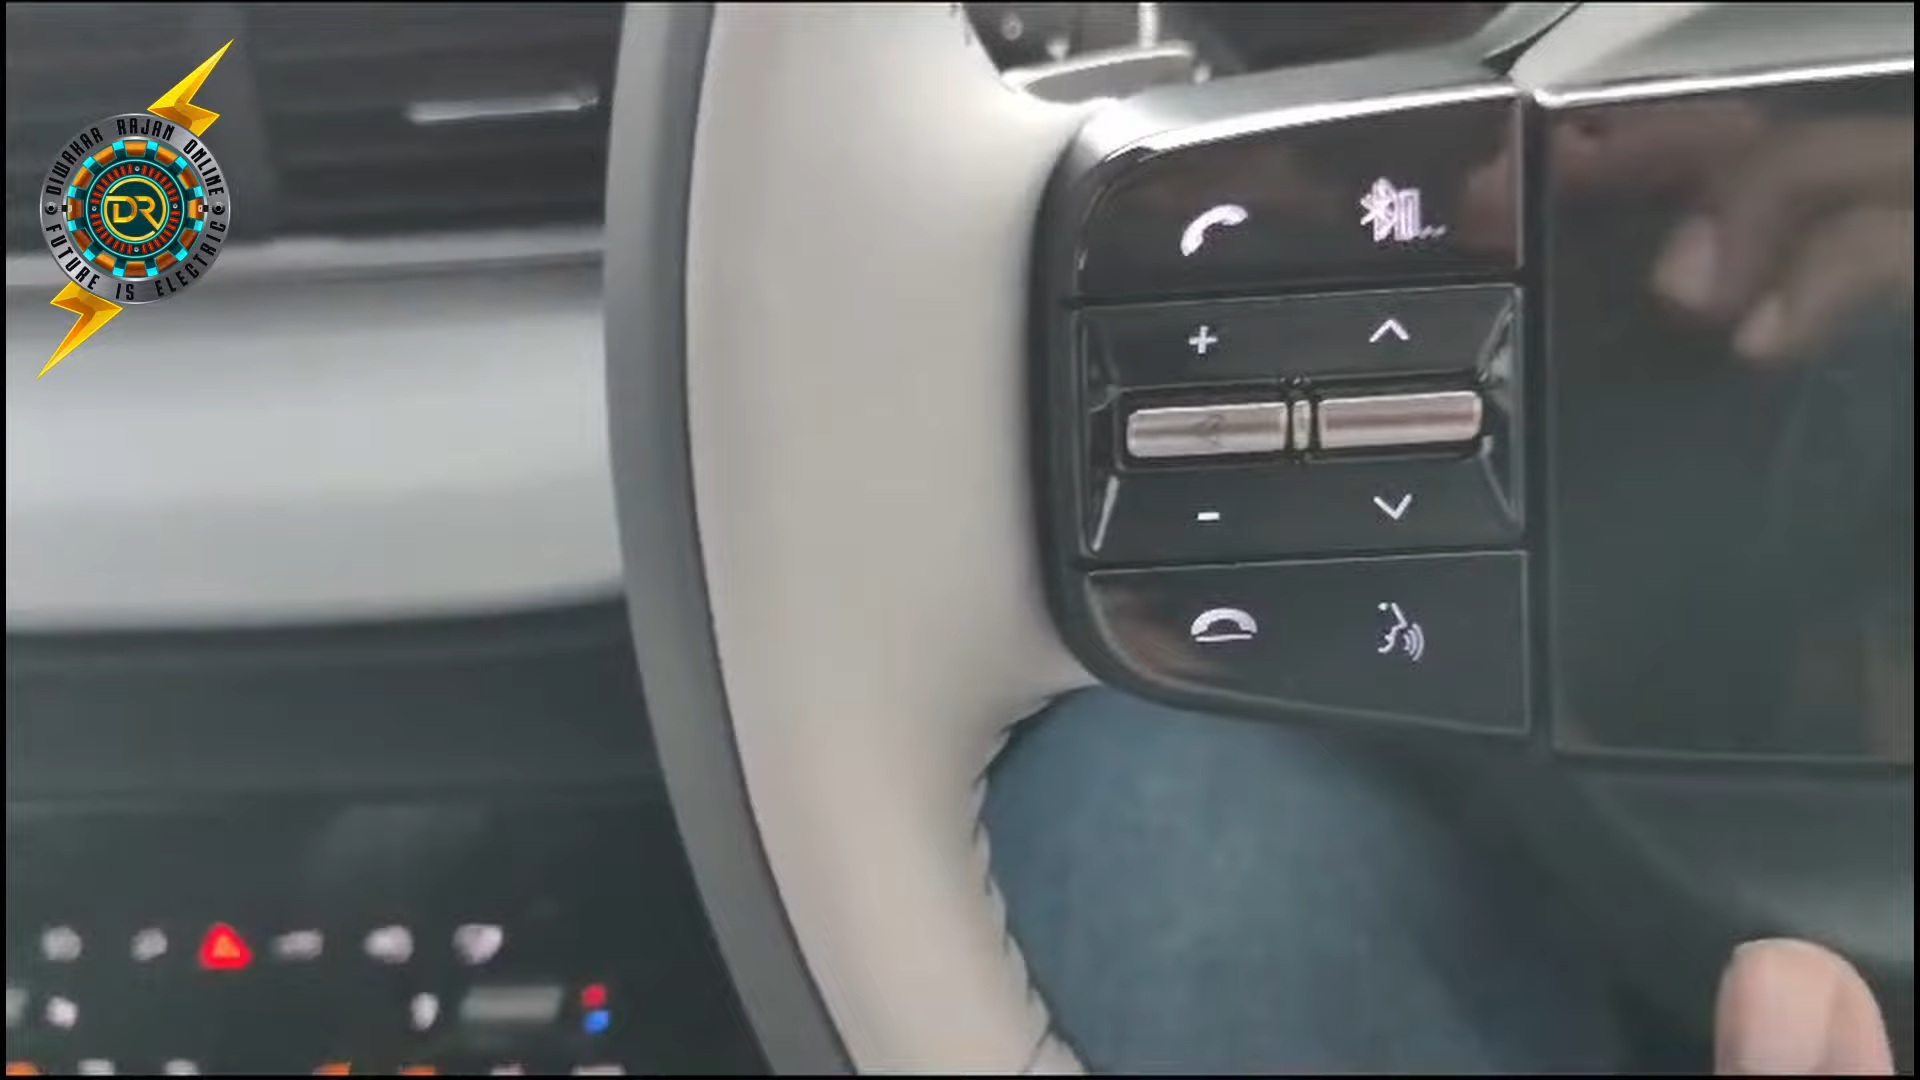 DIWAKAR RAJAN ONLINE
DR
FUTURE IS ELECTRIC
+
-